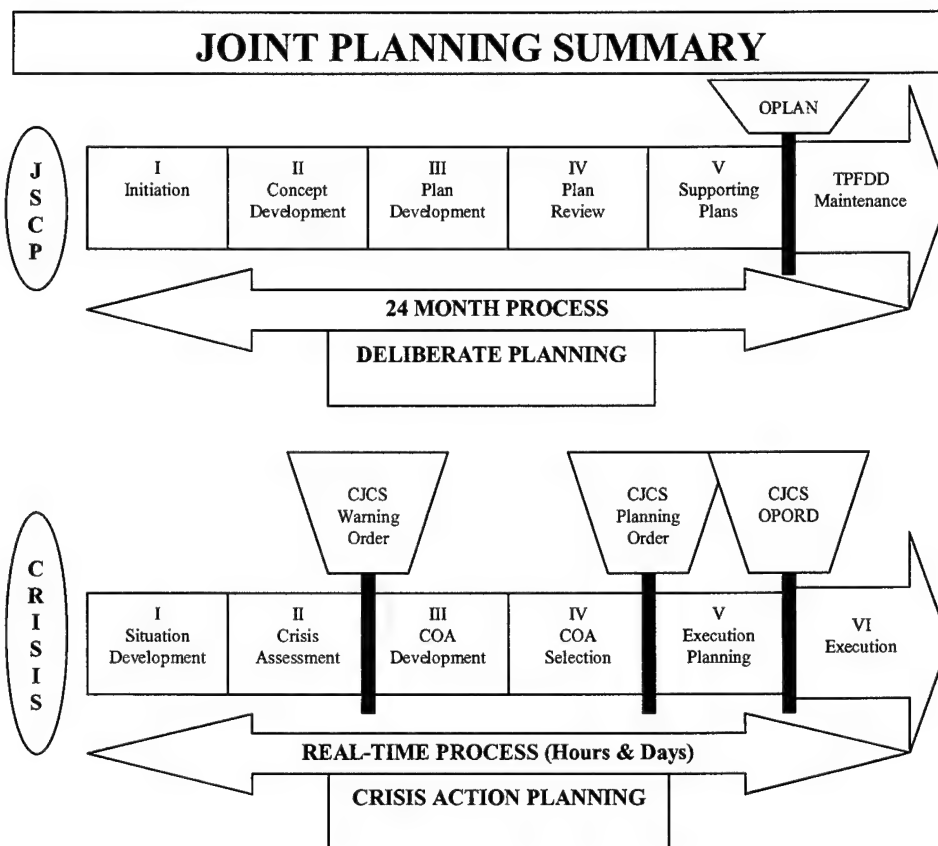 JOINT PLANNING SUMMARY
OPLAN
J
S
C
P
I
Initiation
II
Concept
Development
III
Plan
Development
IV
Plan
Review
V
Supporting
Plans
TPFDD
Maintenance
24 MONTH PROCESS
DELIBERATE PLANNING
CJCS
Warning
Order
CJCS
Planning
Order
CJCS
OPORD
C
R
I
S
I
S
I
Situation
Development
II
Crisis
Assessment
III
COA
Development
IV
COA
Selection
V
Execution
Planning
VI
Execution
REAL-TIME PROCESS (Hours & Days)
CRISIS ACTION PLANNING